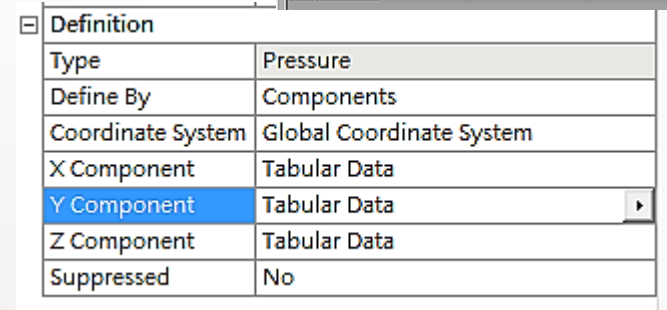 Definition
Type Pressure
Define By Components
Coordinate System Global Coordinate System
X Component Tabular Data
Y Component Tabular Data
Z Component Tabular Data
Suppressed No